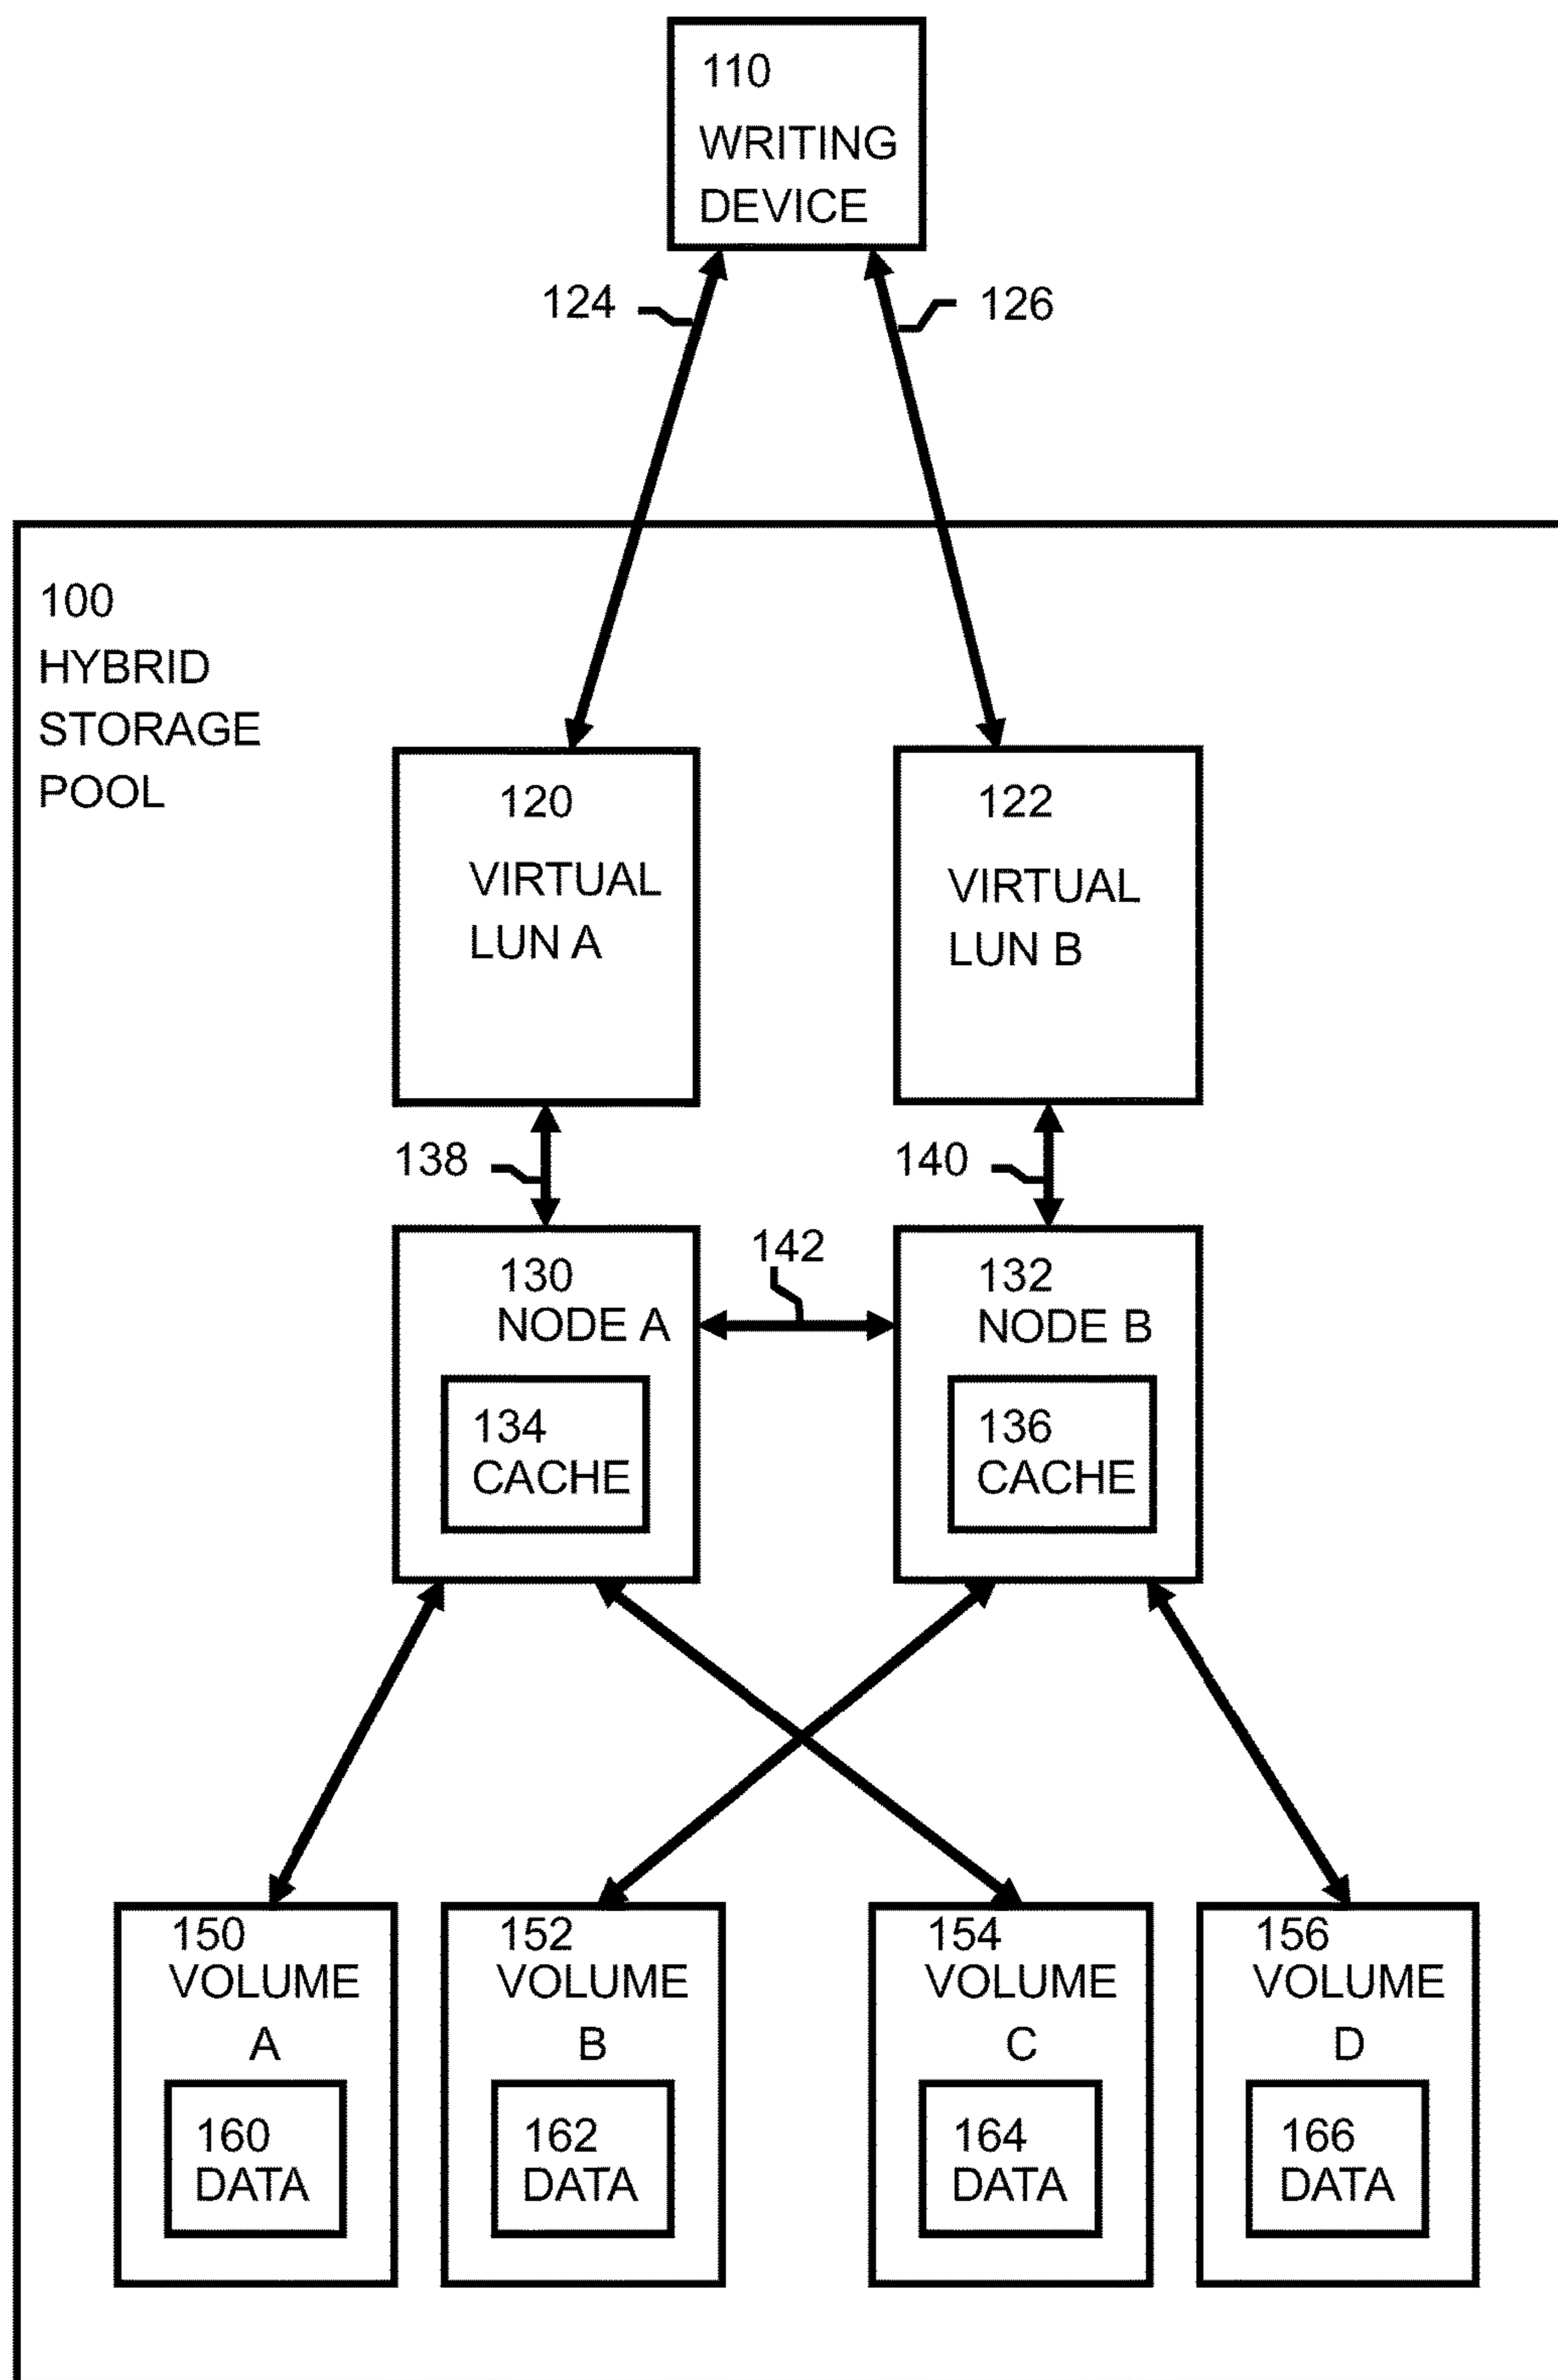 110
WRITING
DEVICE
124
126
100
HYBRID
STORAGE
POOL
120
VIRTUAL
LUN A
122
VIRTUAL
LUN B
138
140
142
130
NODE A
134
CACHE
132
NODE B
136
CACHE
150
VOLUME
A
160
DATA
152
VOLUME
B
162
DATA
154
VOLUME
C
164
DATA
156
VOLUME
D
166
DATA